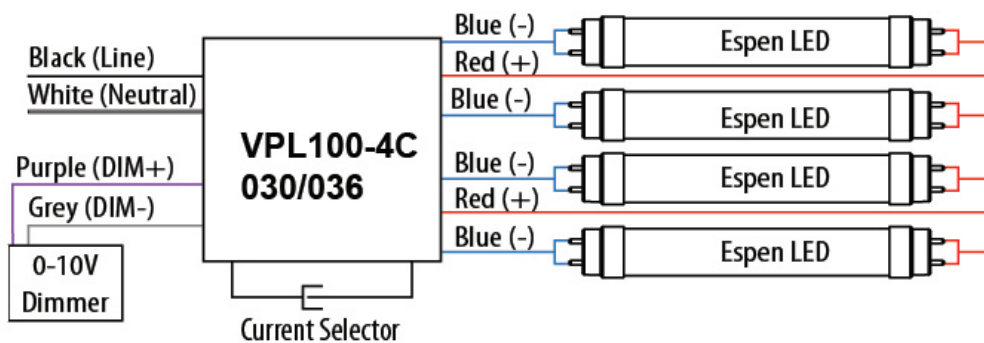 Black (Line)
White (Neutral)
Purple (DIM+)
Grey (DIM-)
0-10V
Dimmer
VPL100-4C
030/036
Current Selector
Blue (-)
Red (+)
Blue (-)
Blue (-)
Red (+)
Blue (-)
Espen LED
Espen LED
Espen LED
Espen LED